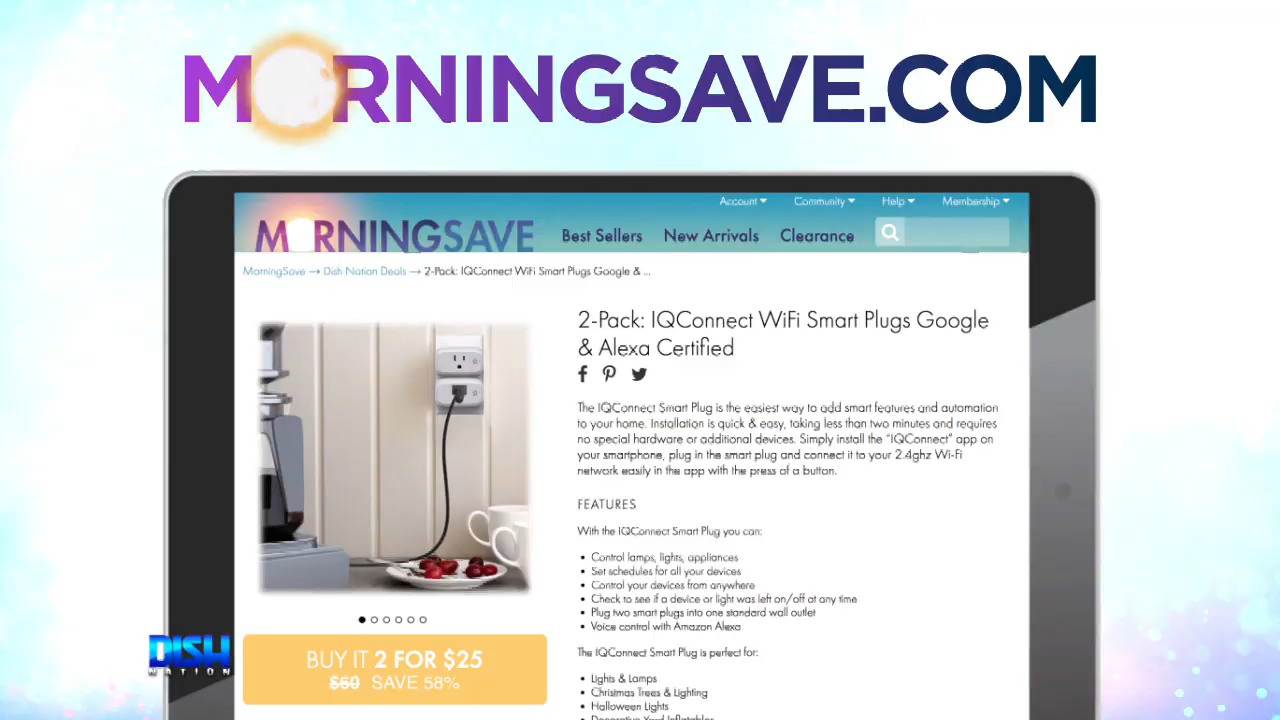 MORNINGSAVE.COM
Account Community Help Membership
MORNINGSAVE Best Sellers New Arrivals Clearance
MorningSave → Dish Nation Deals → 2-Pack: IQConnect WiFi Smart Plugs Google & ...
2-Pack: IQConnect WiFi Smart Plugs Google
& Alexa Certified
The IQConnect Smart Plug is the easiest way to add smart features and automation
to your home. Installation is quick & easy, taking less than two minutes and requires
no special hardware or additional devices. Simply install the “IQConnect” app on
your smartphone, plug in the smart plug and connect it to your 2.4ghz Wi-Fi
network easily in the app with the press of a button.
FEATURES
With the IQConnect Smart Plug you can:
• Control lamps, lights, appliances
• Set schedules for all your devices
• Control your devices from anywhere
• Check to see if a device or light was left on/off at any time
• Plug two smart plugs into one standard wall outlet
• Voice control with Amazon Alexa
The IQConnect Smart Plug is perfect for:
• Lights & Lamps
• Christmas Trees & Lighting
• Halloween Lights
• Decorative Yard Inflatables
BUY IT 2 FOR $25
$60 SAVE 58%
DISH
NATION